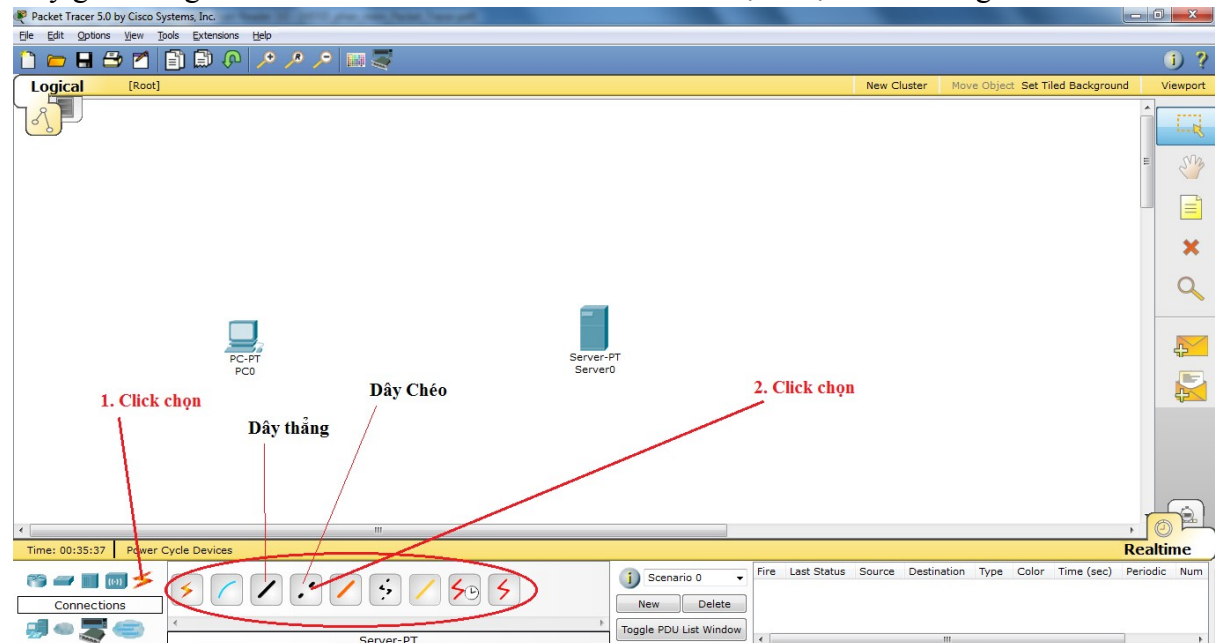 Packet Tracer 5.0 by Cisco Systems, Inc.
File Edit Options View Tools Extensions Help
Logical [Root] New Cluster Move Object Set Tiled Background Viewport
PC-PT
PC0
Server-PT
Server0
1. Click chọn
Dây Chéo
2. Click chọn
Dây thẳng
Time: 00:35:37 Power Cycle Devices Realtime
Connections
Server-PT
Scenario 0
New Delete
Toggle PDU List Window
Fire Last Status Source Destination Type Color Time (sec) Periodic Num